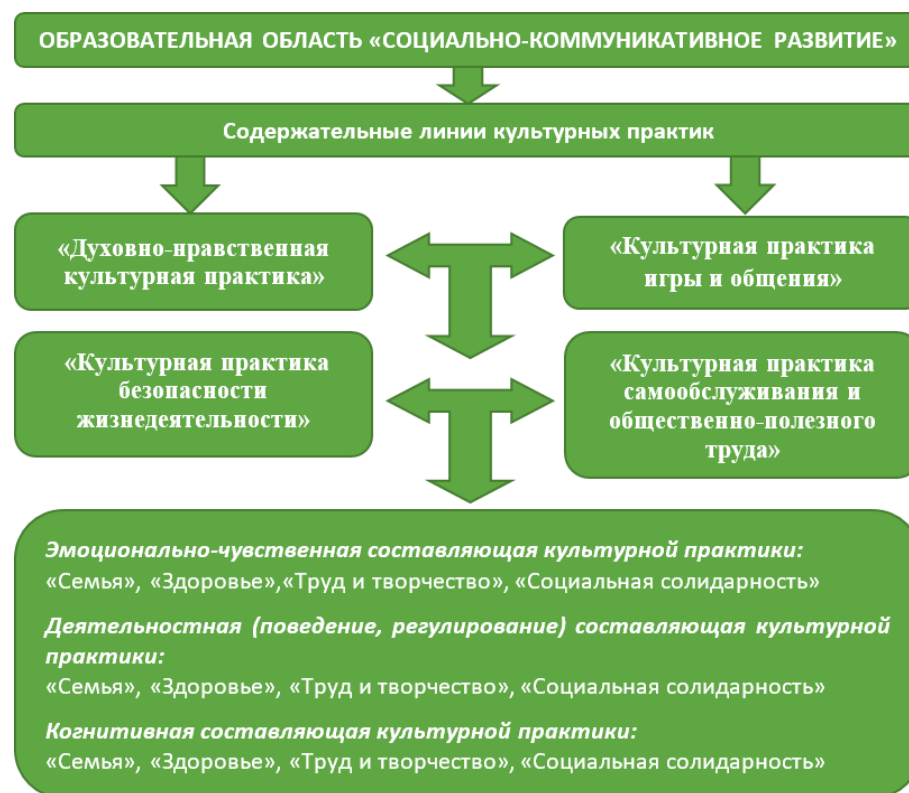 ОБРАЗОВАТЕЛЬНАЯ ОБЛАСТЬ «СОЦИАЛЬНО-КОММУНИКАТИВНОЕ РАЗВИТИЕ»
Содержательные линии культурных практик
«Духовно-нравственная
культурная практика»
«Культурная практика
игры и общения»
«Культурная практика
безопасности
жизнедеятельности»
«Культурная практика
самообслуживания и
общественно-полезного
труда»
Эмоционально-чувственная составляющая культурной практики:
«Семья», «Здоровье»,«Труд и творчество», «Социальная солидарность»
Деятельностная (поведение, регулирование) составляющая культурной
практики:
«Семья», «Здоровье», «Труд и творчество», «Социальная солидарность»
Когнитивная составляющая культурной практики:
«Семья», «Здоровье», «Труд и творчество», «Социальная солидарность»